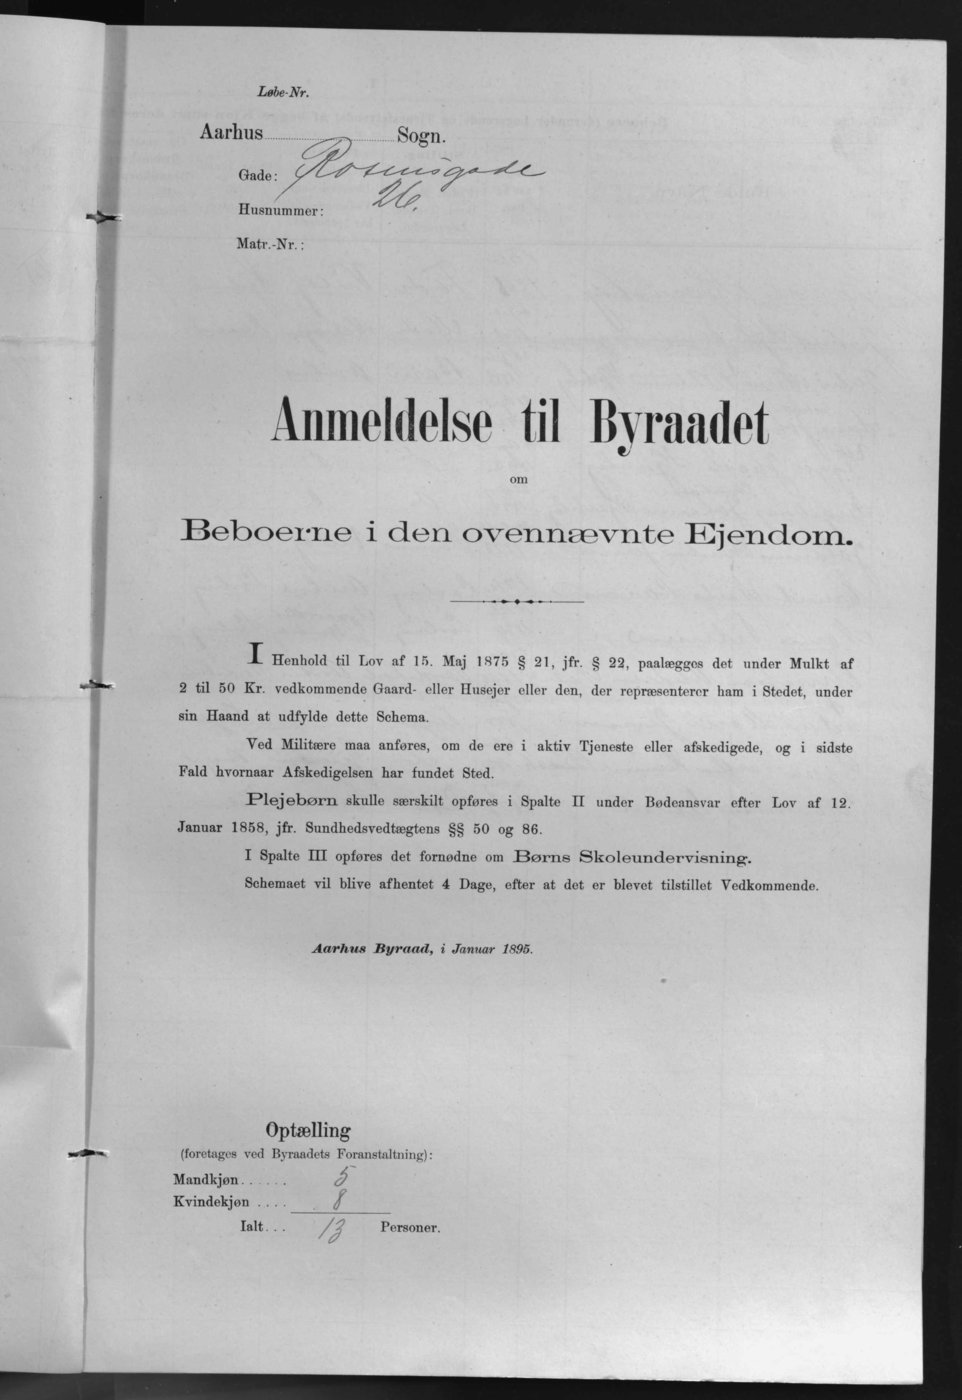 Løbe-Nr.
Aarhus Sogn.
Gade: Rosensgade
Husnummer: 26.
Matr.-Nr.:
Anmeldelse til Byraadet
om
Beboerne i den ovennævnte Ejendom.
I Henhold til Lov af 15. Maj 1875 § 21, jfr. § 22, paalægges det under Mulkt af
2 til 50 Kr. vedkommende Gaard- eller Husejer eller den, der repræsenterer ham i Stedet, under
sin Haand at udfylde dette Schema.
Ved Militære maa anføres, om de ere i aktiv Tjeneste eller afskedigede, og i sidste
Fald hvornaar Afskedigelsen har fundet Sted.
Plejebørn skulle særskilt opføres i Spalte II under Bødeansvar efter Lov af 12.
Januar 1858, jfr. Sundhedsvedtægtens §§ 50 og 86.
I Spalte III opføres det fornødne om Børns Skoleundervisning.
Schemaet vil blive afhentet 4 Dage, efter at det er blevet tilstillet Vedkommende.
Aarhus Byraad, i Januar 1895.
Optælling
(foretages ved Byraadets Foranstaltning):
Mandkjøn...... 5
Kvindekjøn .... 8
Ialt... 13 Personer.